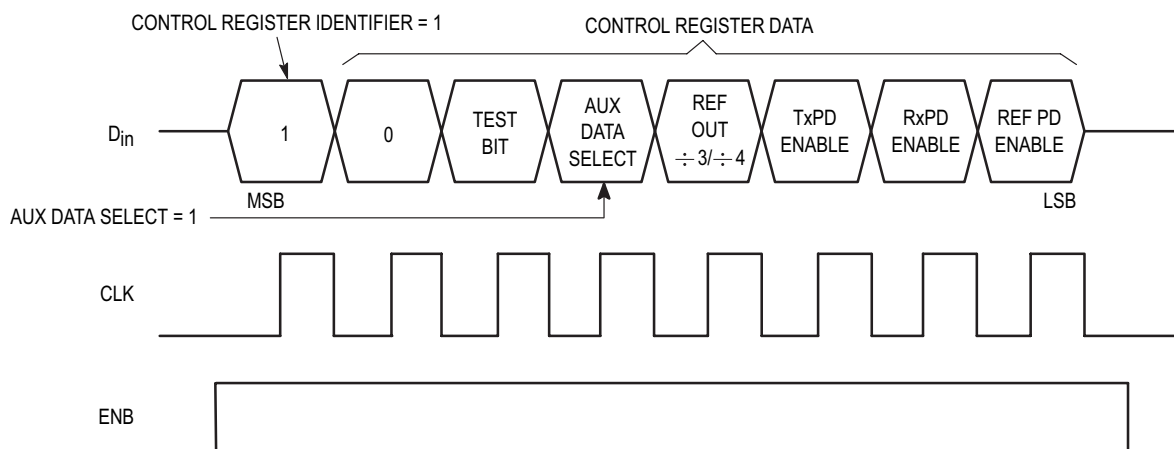 CONTROL REGISTER IDENTIFIER = 1
CONTROL REGISTER DATA
Din
1
0
TEST
BIT
AUX
DATA
SELECT
REF
OUT
÷3/÷4
TxPD
ENABLE
RxPD
ENABLE
REF PD
ENABLE
MSB
LSB
AUX DATA SELECT = 1
CLK
ENB